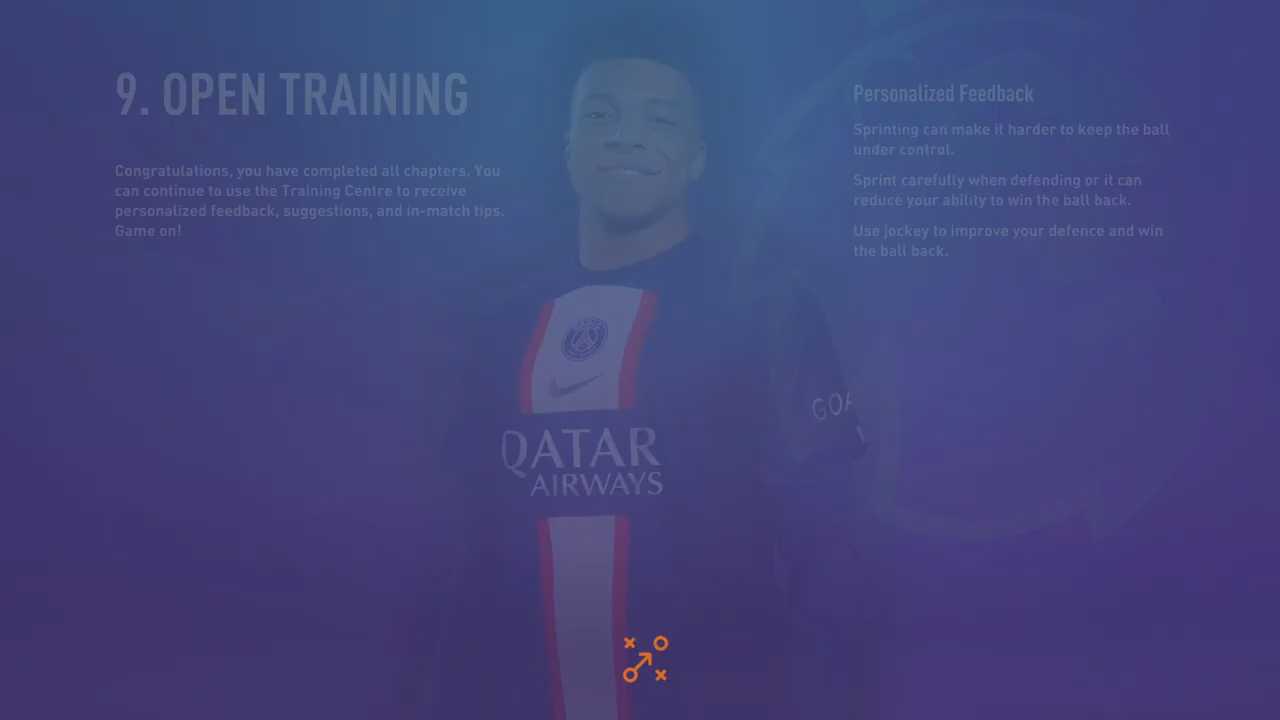 9. OPEN TRAINING
Congratulations, you have completed all chapters. You
can continue to use the Training Centre to receive
personalized feedback, suggestions, and in-match tips.
Game on!
Personalized Feedback
Sprinting can make it harder to keep the ball
under control.
Sprint carefully when defending or it can
reduce your ability to win the ball back.
Use jockey to improve your defence and win
the ball back.
PARIS
GOA
QATAR
AIRWAYS